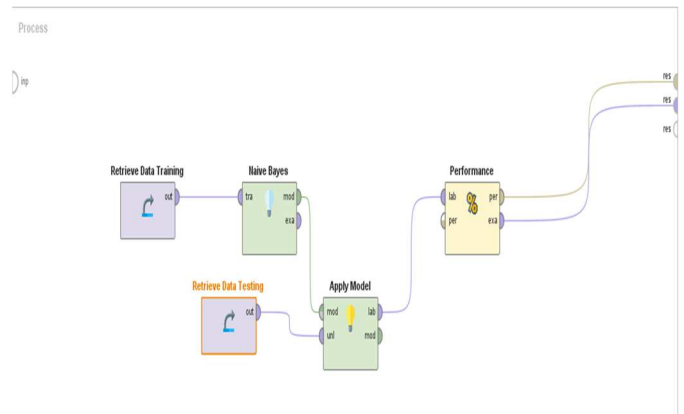 Process
inp
res
res
res
Retrieve Data Training
out
Naive Bayes
tra
mod
exa
Performance
lab
per
%
per
exa
Retrieve Data Testing
out
Apply Model
mod
lab
unl
mod